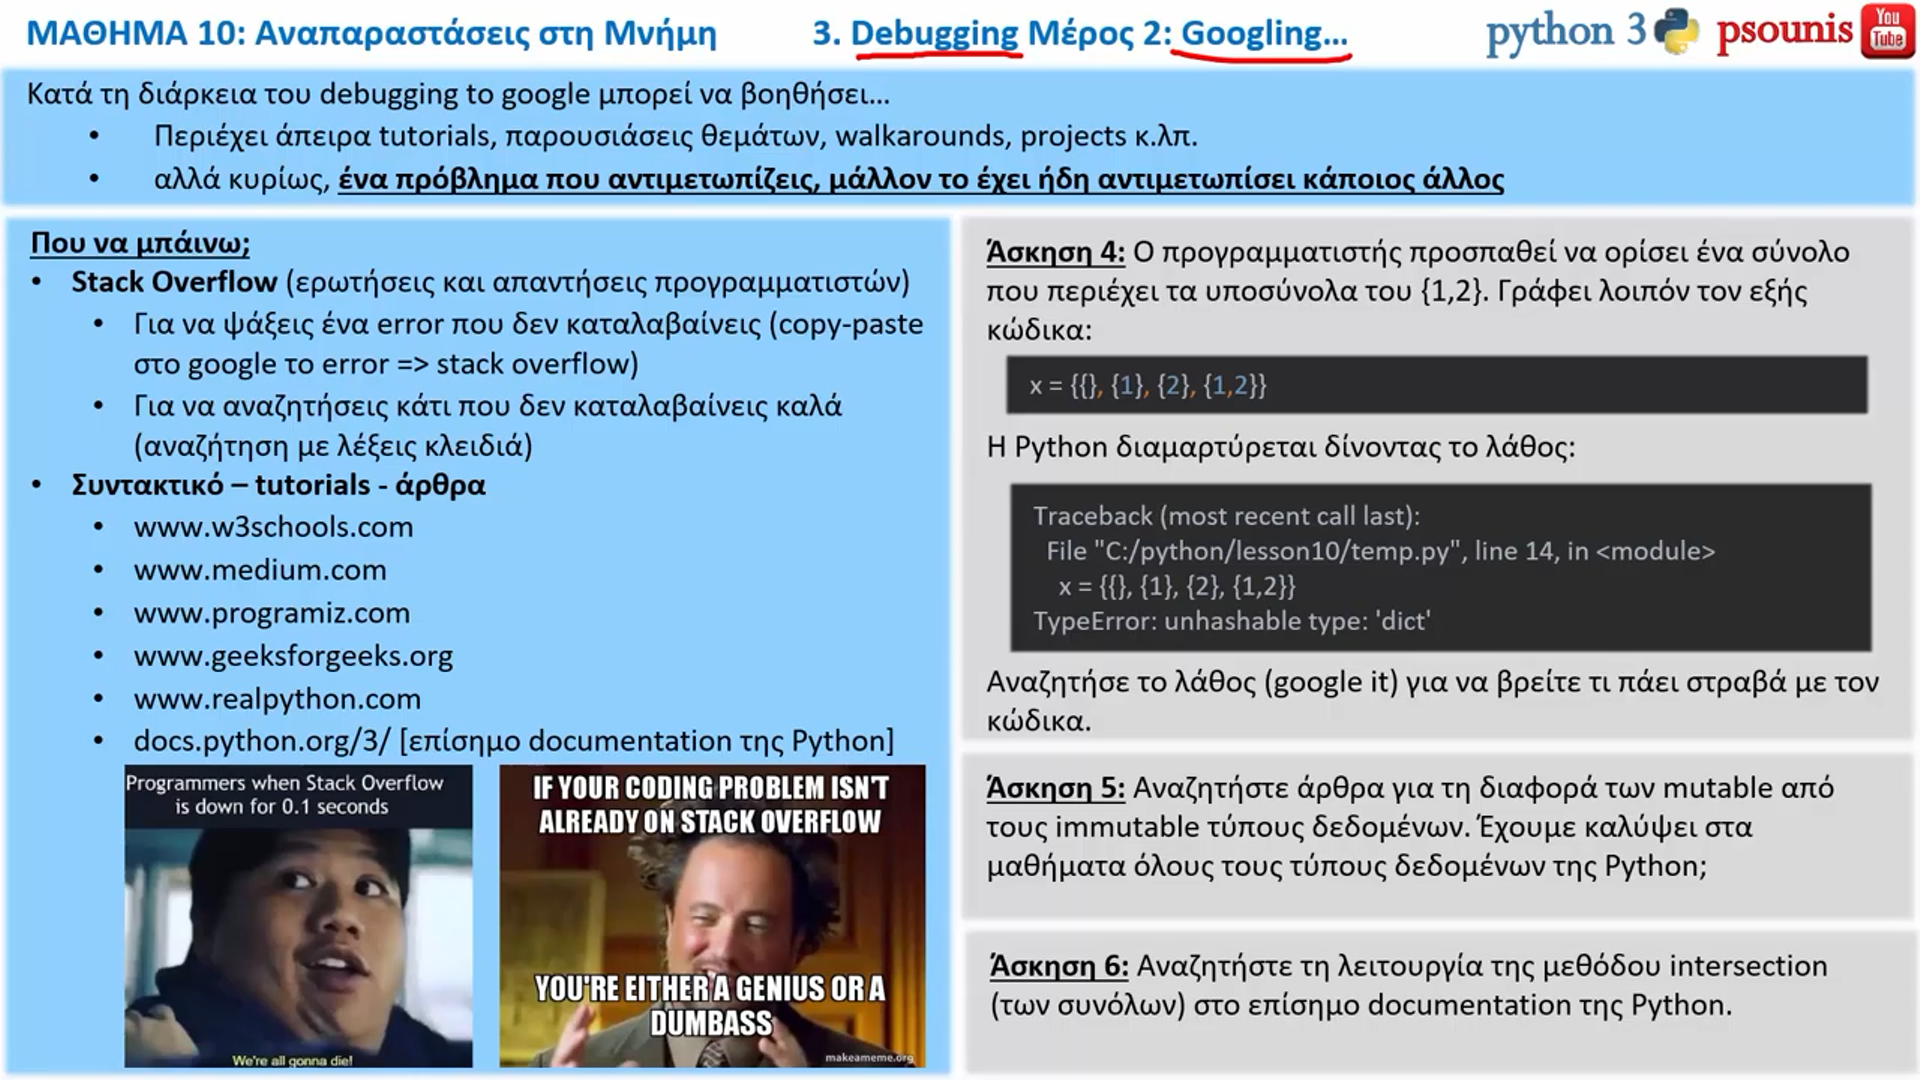 ΜΑΘΗΜΑ 10: Αναπαραστάσεις στη Μνήμη
3. Debugging Μέρος 2: Googling...
python 3
psounis
You
Tube
Κατά τη διάρκεια του debugging το google μπορεί να βοηθήσει...
• Περιέχει άπειρα tutorials, παρουσιάσεις θεμάτων, walkarounds, projects κ.λπ.
• αλλά κυρίως, ένα πρόβλημα που αντιμετωπίζεις, μάλλον το έχει ήδη αντιμετωπίσει κάποιος άλλος
Που να μπάινω;
• Stack Overflow (ερωτήσεις και απαντήσεις προγραμματιστών)
• Για να ψάξεις ένα error που δεν καταλαβαίνεις (copy-paste
στο google το error => stack overflow)
• Για να αναζητήσεις κάτι που δεν καταλαβαίνεις καλά
(αναζήτηση με λέξεις κλειδιά)
• Συντακτικό – tutorials - άρθρα
• www.w3schools.com
• www.medium.com
• www.programiz.com
• www.geeksforgeeks.org
• www.realpython.com
• docs.python.org/3/ [επίσημο documentation της Python]
Programmers when Stack Overflow
is down for 0.1 seconds
We're all gonna die!
IF YOUR CODING PROBLEM ISN'T
ALREADY ON STACK OVERFLOW
YOU'RE EITHER A GENIUS OR A
DUMBASS
makeameme.org
Άσκηση 4: Ο προγραμματιστής προσπαθεί να ορίσει ένα σύνολο
που περιέχει τα υποσύνολα του {1,2}. Γράφει λοιπόν τον εξής
κώδικα:
x = {{}, {1}, {2}, {1,2}}
Η Python διαμαρτύρεται δίνοντας το λάθος:
Traceback (most recent call last):
File "C:/python/lesson10/temp.py", line 14, in <module>
x = {{}, {1}, {2}, {1,2}}
TypeError: unhashable type: 'dict'
Αναζητήσε το λάθος (google it) για να βρείτε τι πάει στραβά με τον
κώδικα.
Άσκηση 5: Αναζητήστε άρθρα για τη διαφορά των mutable από
τους immutable τύπους δεδομένων. Έχουμε καλύψει στα
μαθήματα όλους τους τύπους δεδομένων της Python;
Άσκηση 6: Αναζητήστε τη λειτουργία της μεθόδου intersection
(των συνόλων) στο επίσημο documentation της Python.